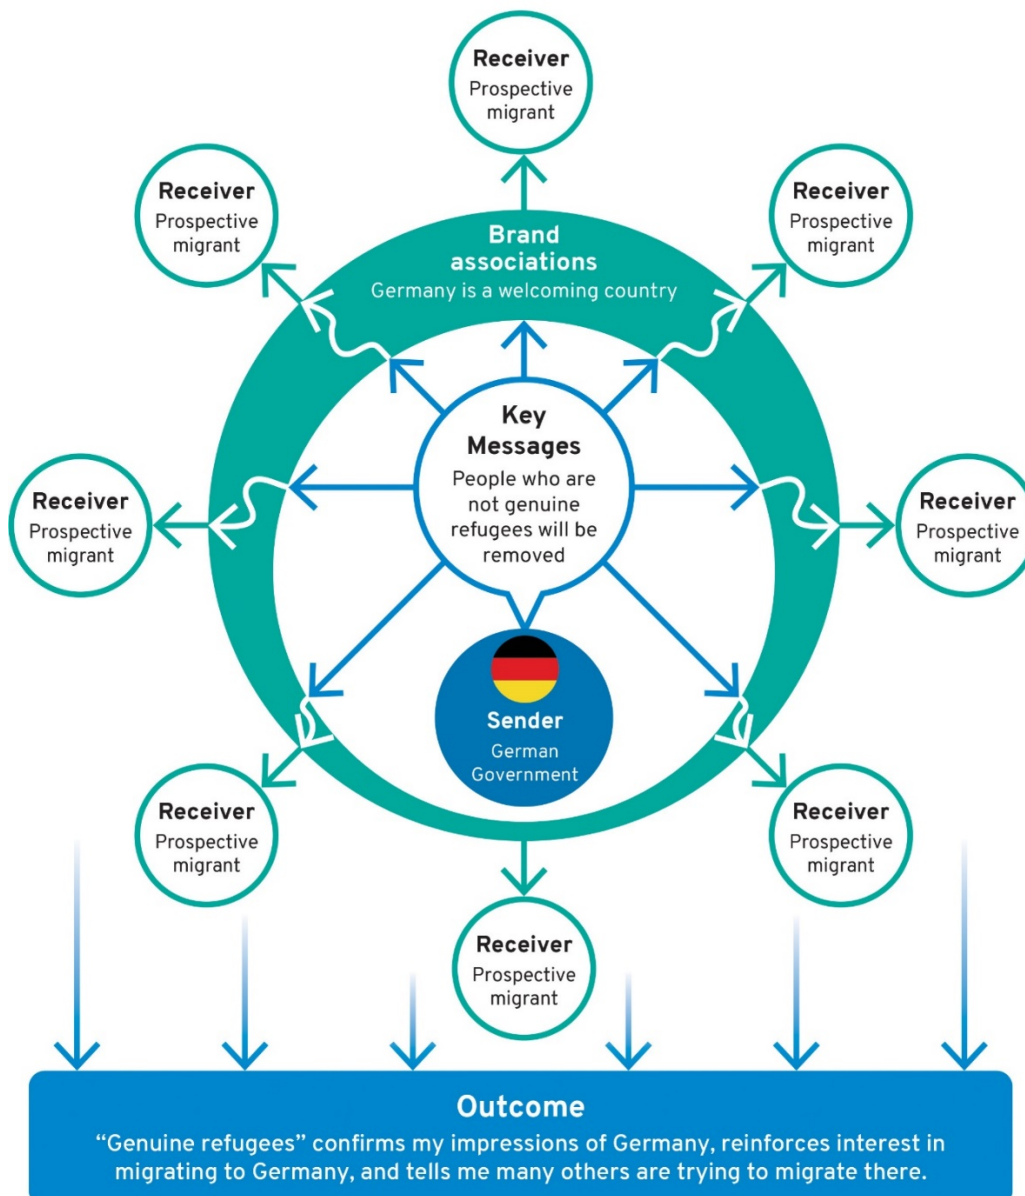 Receiver
Prospective
migrant
Receiver
Prospective
migrant
Receiver
Prospective
migrant
Brand
associations
Germany is a welcoming country
Key
Messages
People who are
not genuine
refugees will be
removed
Receiver
Prospective
migrant
Receiver
Prospective
migrant
Sender
German
Government
Receiver
Prospective
migrant
Receiver
Prospective
migrant
Receiver
Prospective
migrant
Outcome
“Genuine refugees” confirms my impressions of Germany, reinforces interest in
migrating to Germany, and tells me many others are trying to migrate there.